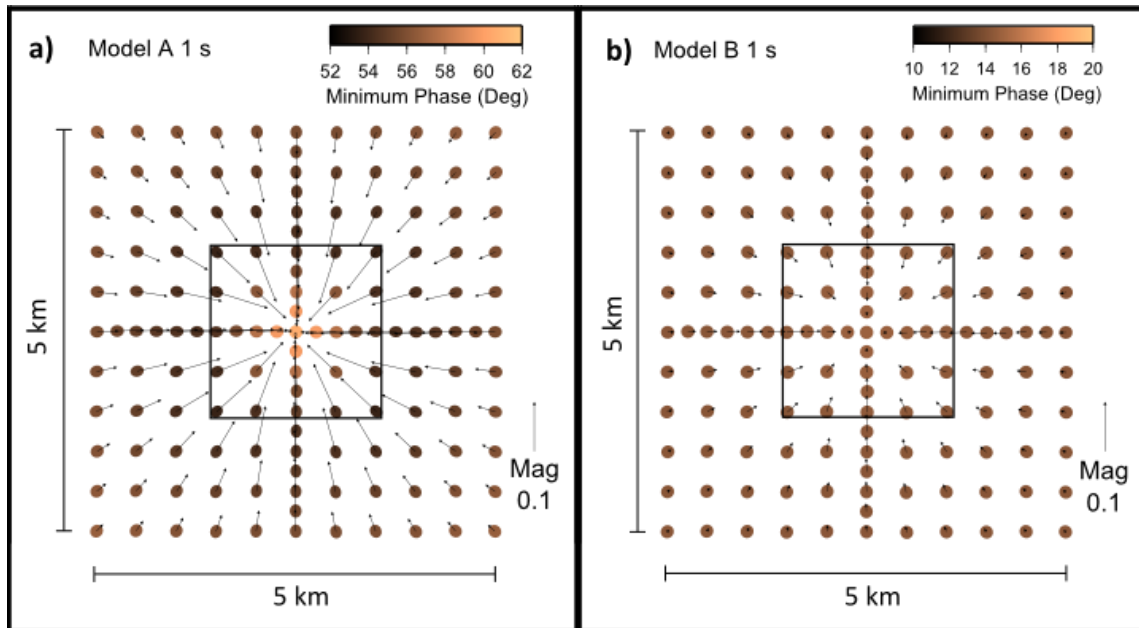 a) Model A 1 s
52 54 56 58 60 62
Minimum Phase (Deg)
5 km
Mag
0.1
5 km
b) Model B 1 s
10 12 14 16 18 20
Minimum Phase (Deg)
5 km
Mag
0.1
5 km